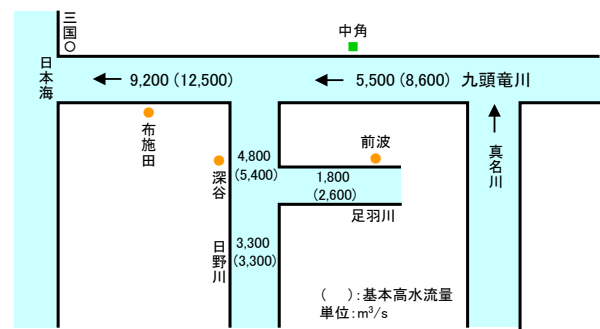 三国
中角
日本海
9,200 (12,500)
5,500 (8,600) 九頭竜川
布施田
深谷
4,800
(5,400)
前波
1,800
(2,600)
足羽川
真名川
日野川
3,300
(3,300)
(　):基本高水流量
単位:m³/s